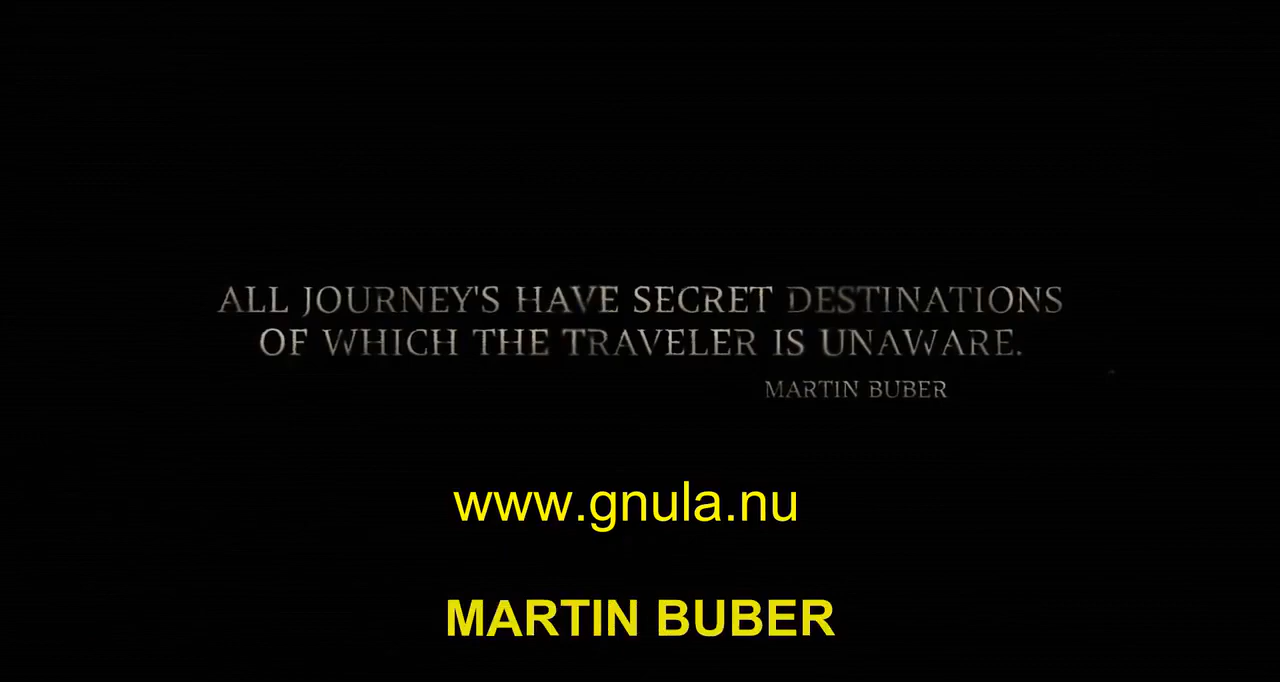 ALL JOURNEY'S HAVE SECRET DESTINATIONS
OF WHICH THE TRAVELER IS UNAWARE.
MARTIN BUBER
www.gnula.nu
MARTIN BUBER